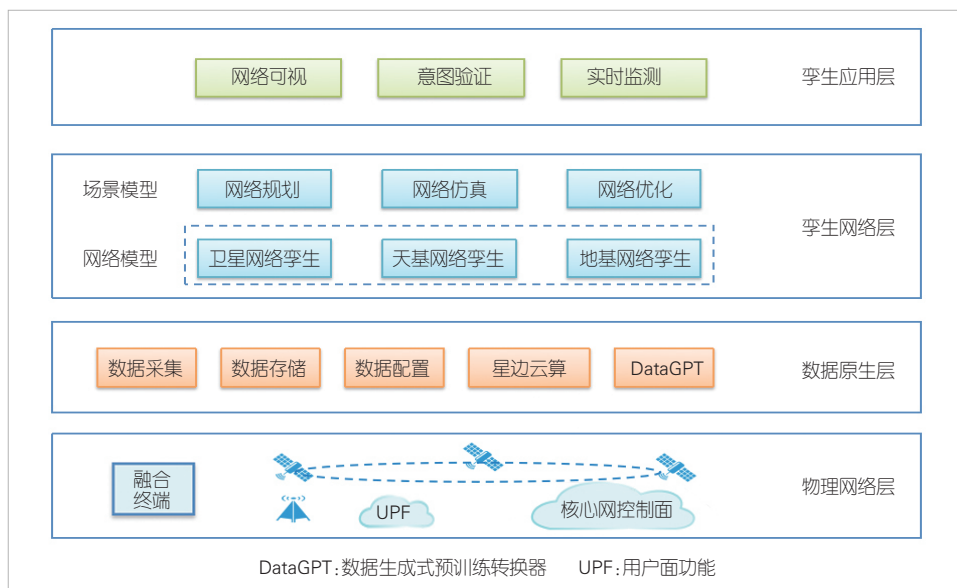 网络可视 意图验证 实时监测 孪生应用层
场景模型 网络规划 网络仿真 网络优化
孪生网络层
网络模型 卫星网络孪生 天基网络孪生 地基网络孪生
数据采集 数据存储 数据配置 星边云算 DataGPT 数据原生层
融合
终端
物理网络层
UPF 核心网控制面
DataGPT：数据生成式预训练转换器 UPF：用户面功能